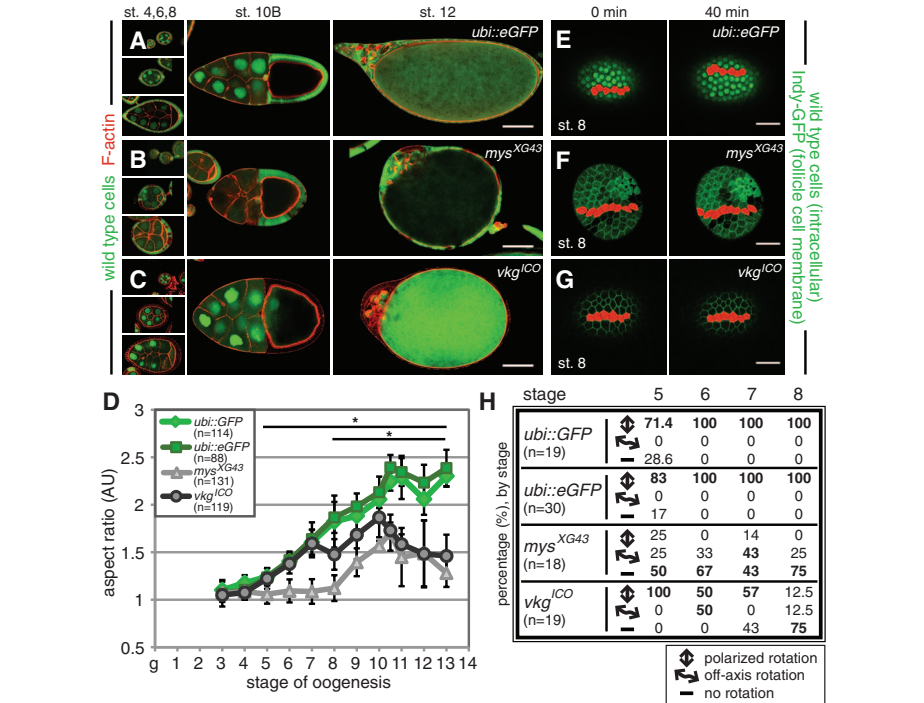 st. 4,6,8 st. 10B st. 12 0 min 40 min
A ubi::eGFP E ubi::eGFP
st. 8
B mysXG43 F mysXG43
st. 8
C vkgICO G vkgICO
st. 8
wild type cells F-actin
wild type cells (intracellular)
Indy-GFP (follicle cell membrane)
D
aspect ratio (AU)
3
2.5
2
1.5
1
0.5
ubi::GFP
(n=114)
ubi::eGFP
(n=88)
mysXG43
(n=131)
vkgICO
(n=119)
*
*
g 1 2 3 4 5 6 7 8 9 10 11 12 13 14
stage of oogenesis
H stage 5 6 7 8
percentage (%), by stage
ubi::GFP
(n=19)
71.4 100 100 100
0 0 0 0
28.6 0 0 0
ubi::eGFP
(n=30)
83 100 100 100
0 0 0 0
17 0 0 0
mysXG43
(n=18)
25 0 14 0
25 33 43 25
50 67 43 75
vkgICO
(n=19)
100 50 57 12.5
0 50 0 12.5
0 0 43 75
polarized rotation
off-axis rotation
no rotation